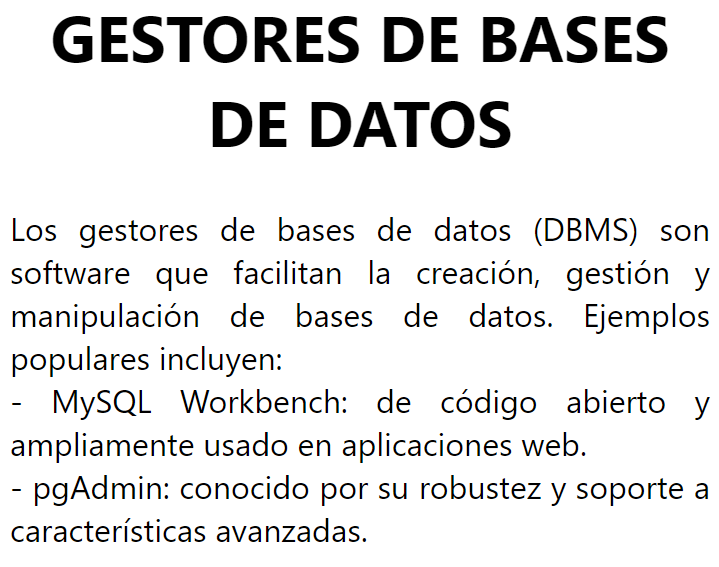 GESTORES DE BASES
DE DATOS
Los gestores de bases de datos (DBMS) son
software que facilitan la creación, gestión y
manipulación de bases de datos. Ejemplos
populares incluyen:
- MySQL Workbench: de código abierto y
ampliamente usado en aplicaciones web.
- pgAdmin: conocido por su robustez y soporte a
características avanzadas.